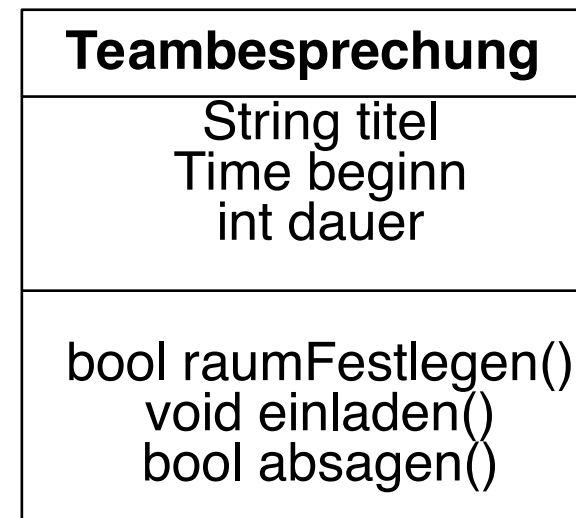 Teambesprechung
String titel
Time beginn
int dauer
bool raumFestlegen()
void einladen()
bool absagen()